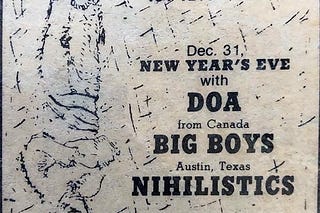 Dec. 31,
NEW YEAR'S EVE
with
DOA
from Canada
BIG BOYS
Austin, Texas
NIHILISTICS